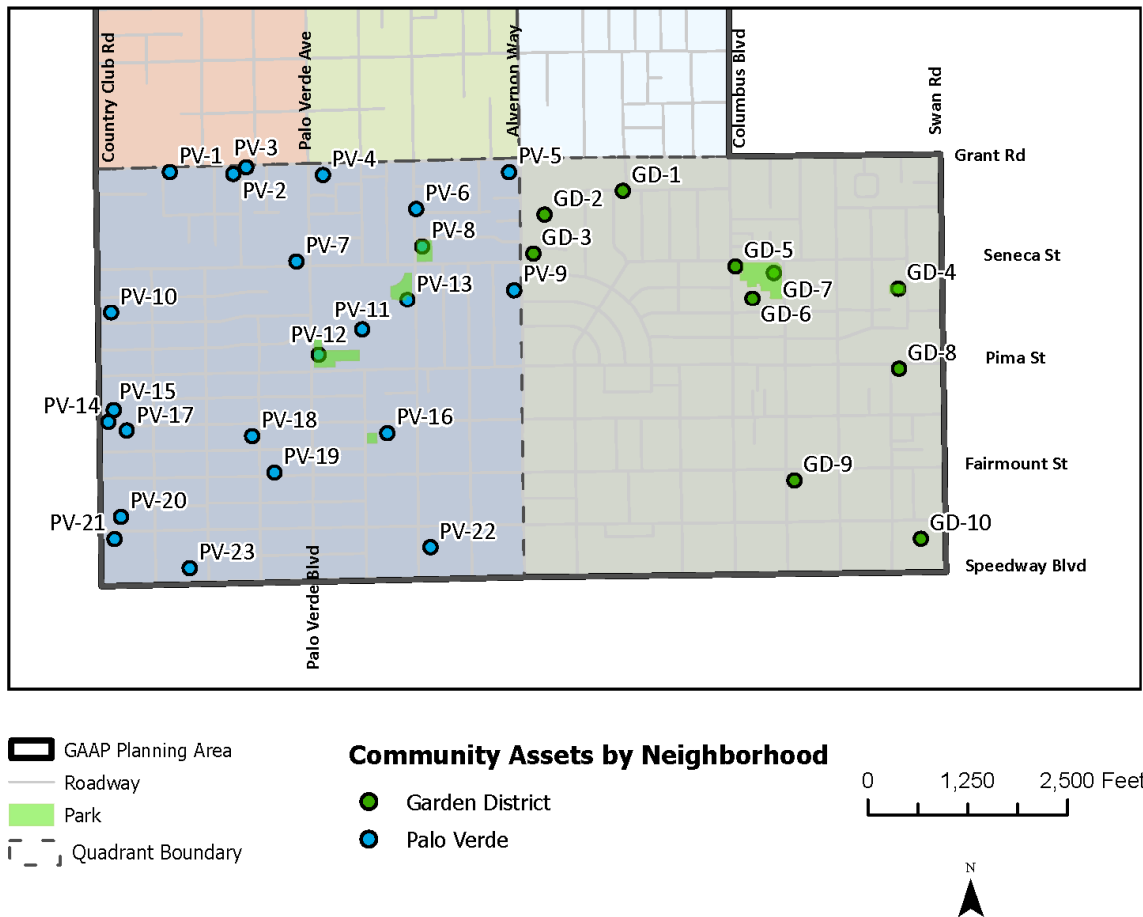 Country Club Rd
Palo Verde Ave
Alvernon Way
Columbus Blvd
Swan Rd
Grant Rd
PV-1
PV-3
PV-2
PV-4
PV-5
GD-1
PV-6
GD-2
PV-8
GD-3
PV-7
GD-5
Seneca St
PV-9
PV-13
GD-7
GD-4
GD-6
PV-10
PV-11
PV-12
GD-8
Pima St
PV-15
PV-14
PV-17
PV-18
PV-16
PV-19
GD-9
Fairmount St
PV-20
PV-21
PV-22
GD-10
PV-23
Speedway Blvd
Palo Verde Blvd
GAAP Planning Area
Roadway
Park
Quadrant Boundary
Community Assets by Neighborhood
Garden District
Palo Verde
0 1,250 2,500 Feet
N